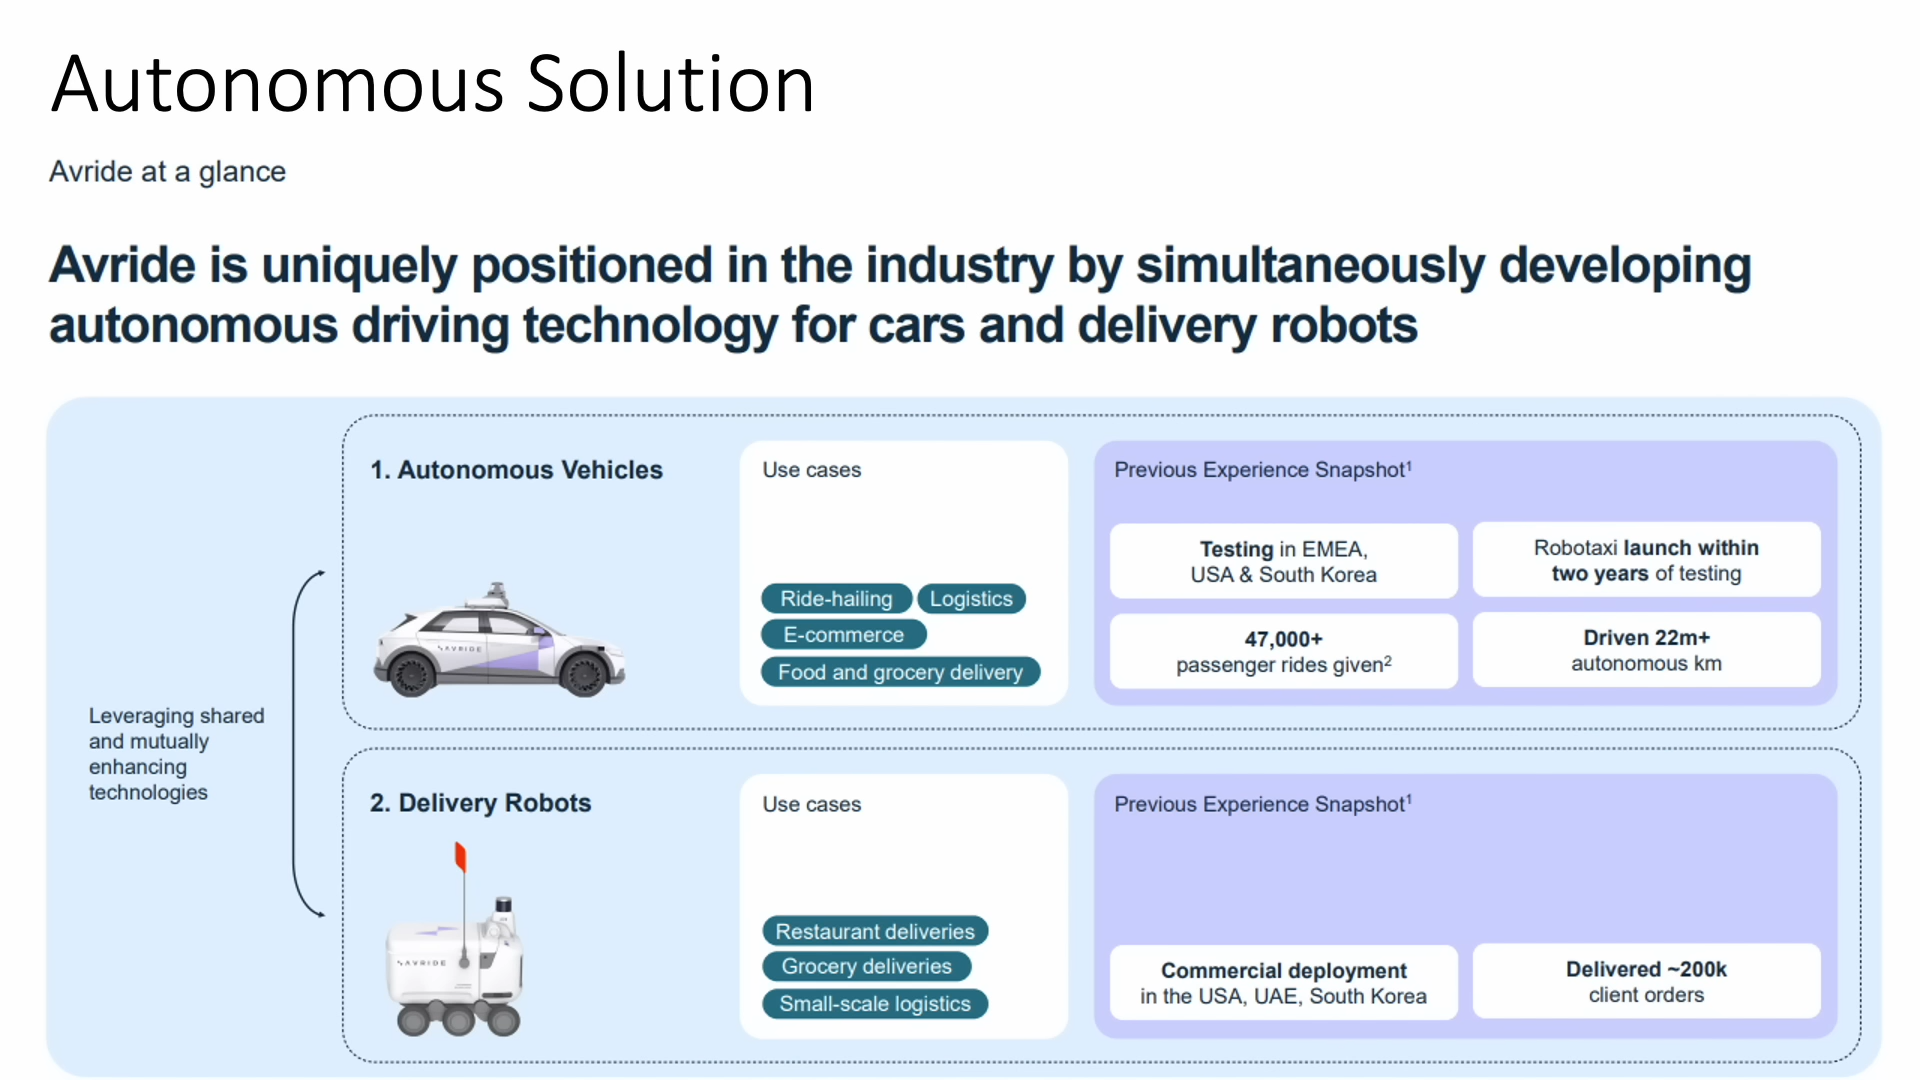 Autonomous Solution
Avride at a glance
Avride is uniquely positioned in the industry by simultaneously developing
autonomous driving technology for cars and delivery robots
Leveraging shared
and mutually
enhancing
technologies
1. Autonomous Vehicles
AVRIDE
Use cases
Ride-hailing
Logistics
E-commerce
Food and grocery delivery
Previous Experience Snapshot¹
Testing in EMEA,
USA & South Korea
Robotaxi launch within
two years of testing
47,000+
passenger rides given²
Driven 22m+
autonomous km
2. Delivery Robots
AVRIDE
Use cases
Restaurant deliveries
Grocery deliveries
Small-scale logistics
Previous Experience Snapshot¹
Commercial deployment
in the USA, UAE, South Korea
Delivered ~200k
client orders